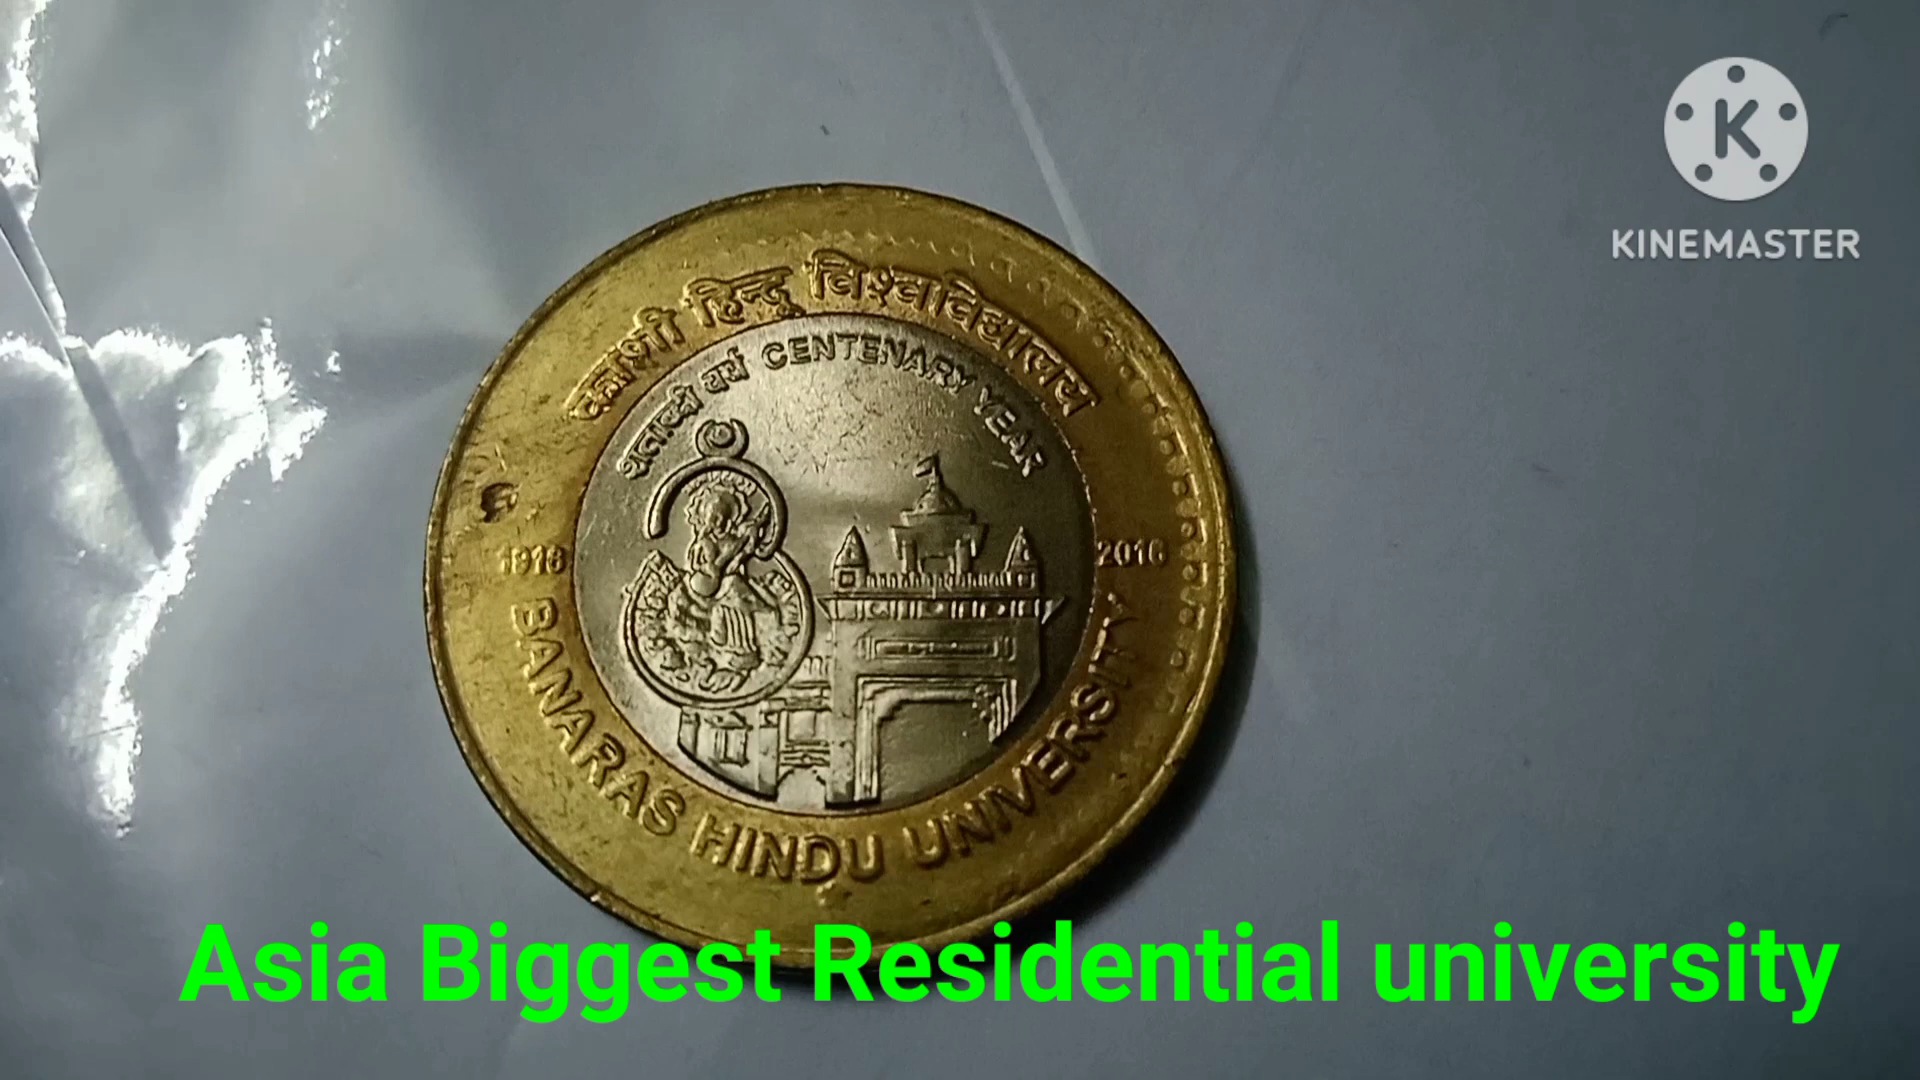 K
KINEMASTER
काशी हिन्दू विश्वविद्यालय
शताब्दी वर्ष CENTENARY YEAR
1916
2016
BANARAS HINDU UNIVERSITY
Asia Biggest Residential university